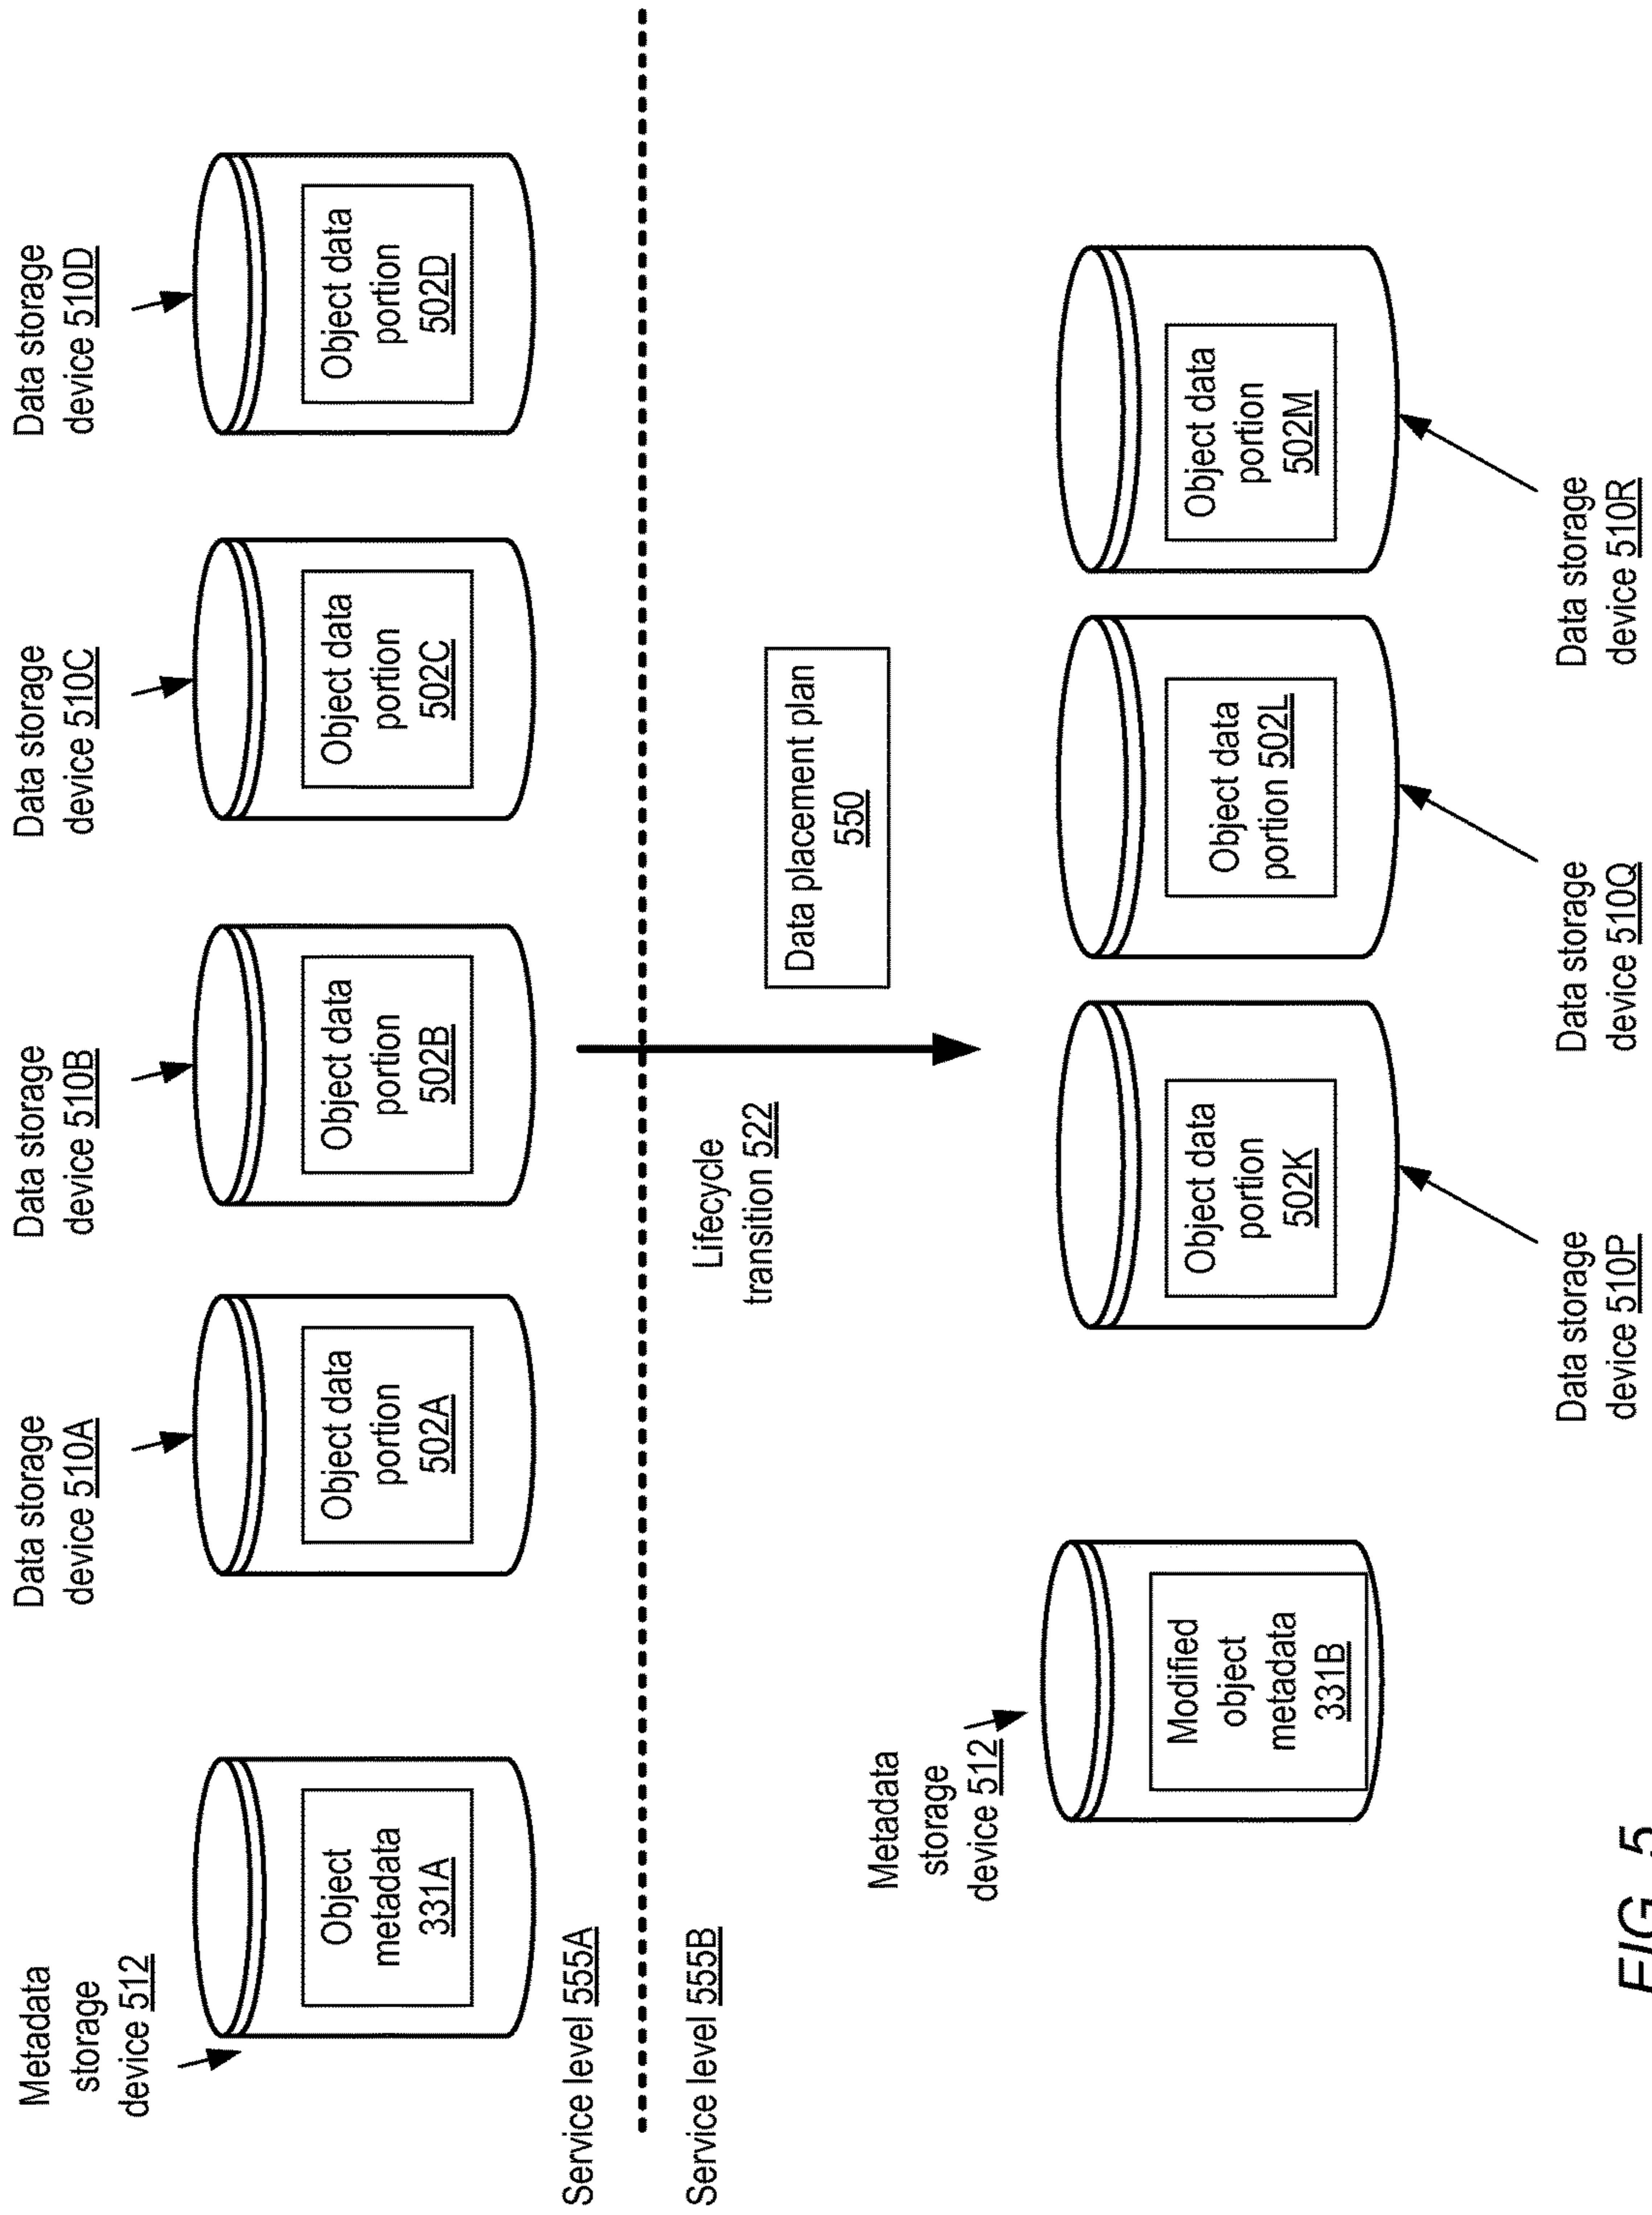 Metadata
storage
device 512
Data storage
device 510A
Data storage
device 510B
Data storage
device 510C
Data storage
device 510D
Object
metadata
331A
Object data
portion
502A
Object data
portion
502B
Object data
portion
502C
Object data
portion
502D
Service level 555A
Service level 555B
Lifecycle
transition 522
Data placement plan
550
Metadata
storage
device 512
Modified
object
metadata
331B
Object data
portion
502K
Object data
portion 502L
Object data
portion
502M
Data storage
device 510P
Data storage
device 510Q
Data storage
device 510R
FIG. 5